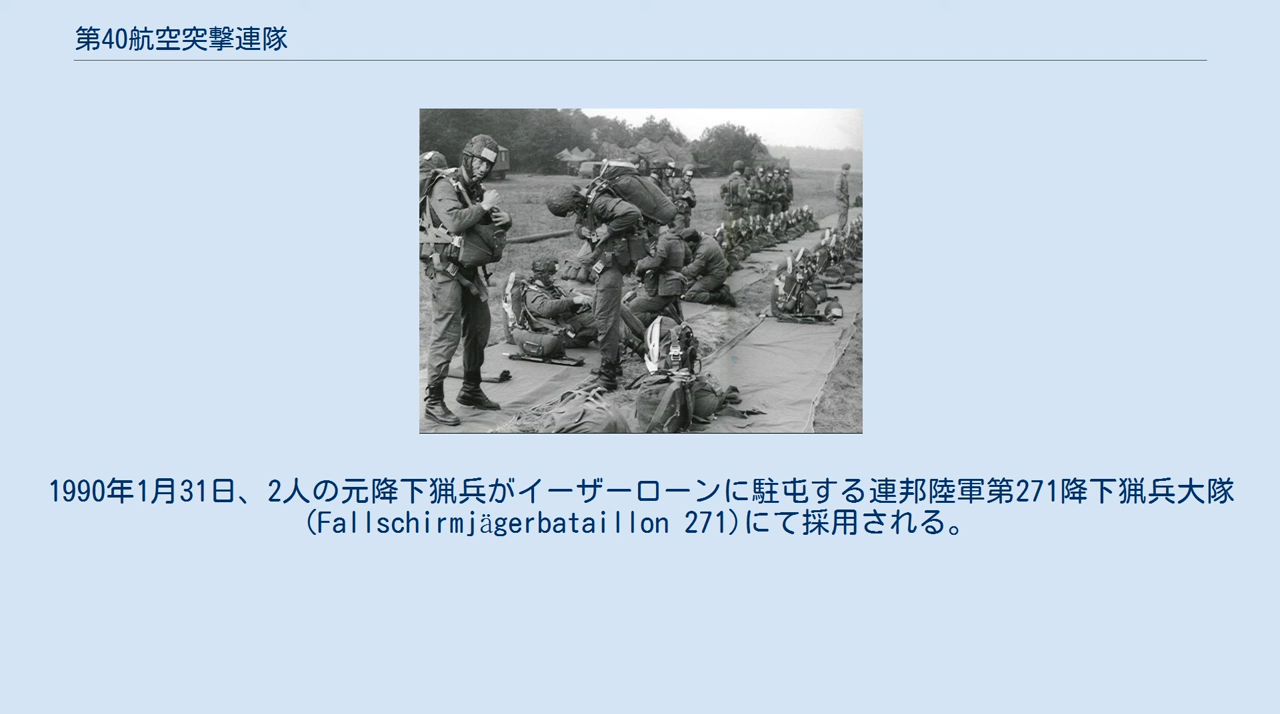 第40航空突撃連隊
1990年1月31日、2人の元降下猟兵がイーザーローンに駐屯する連邦陸軍第271降下猟兵大隊
(Fallschirmjägerbataillon 271)にて採用される。